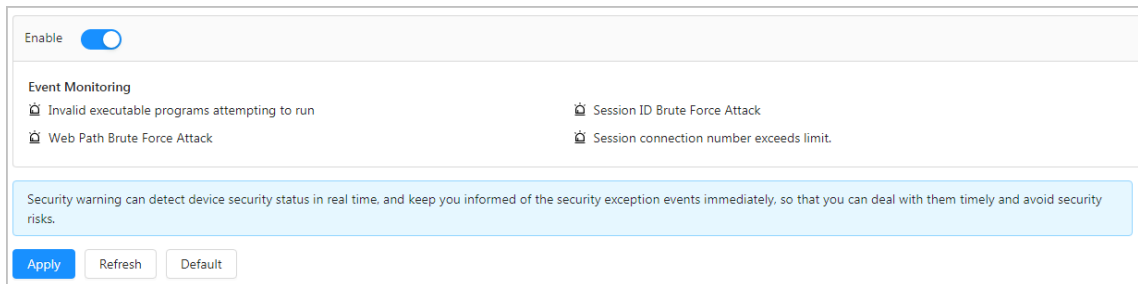 Enable
Event Monitoring
Invalid executable programs attempting to run
Session ID Brute Force Attack
Web Path Brute Force Attack
Session connection number exceeds limit.
Security warning can detect device security status in real time, and keep you informed of the security exception events immediately, so that you can deal with them timely and avoid security
risks.
Apply
Refresh
Default